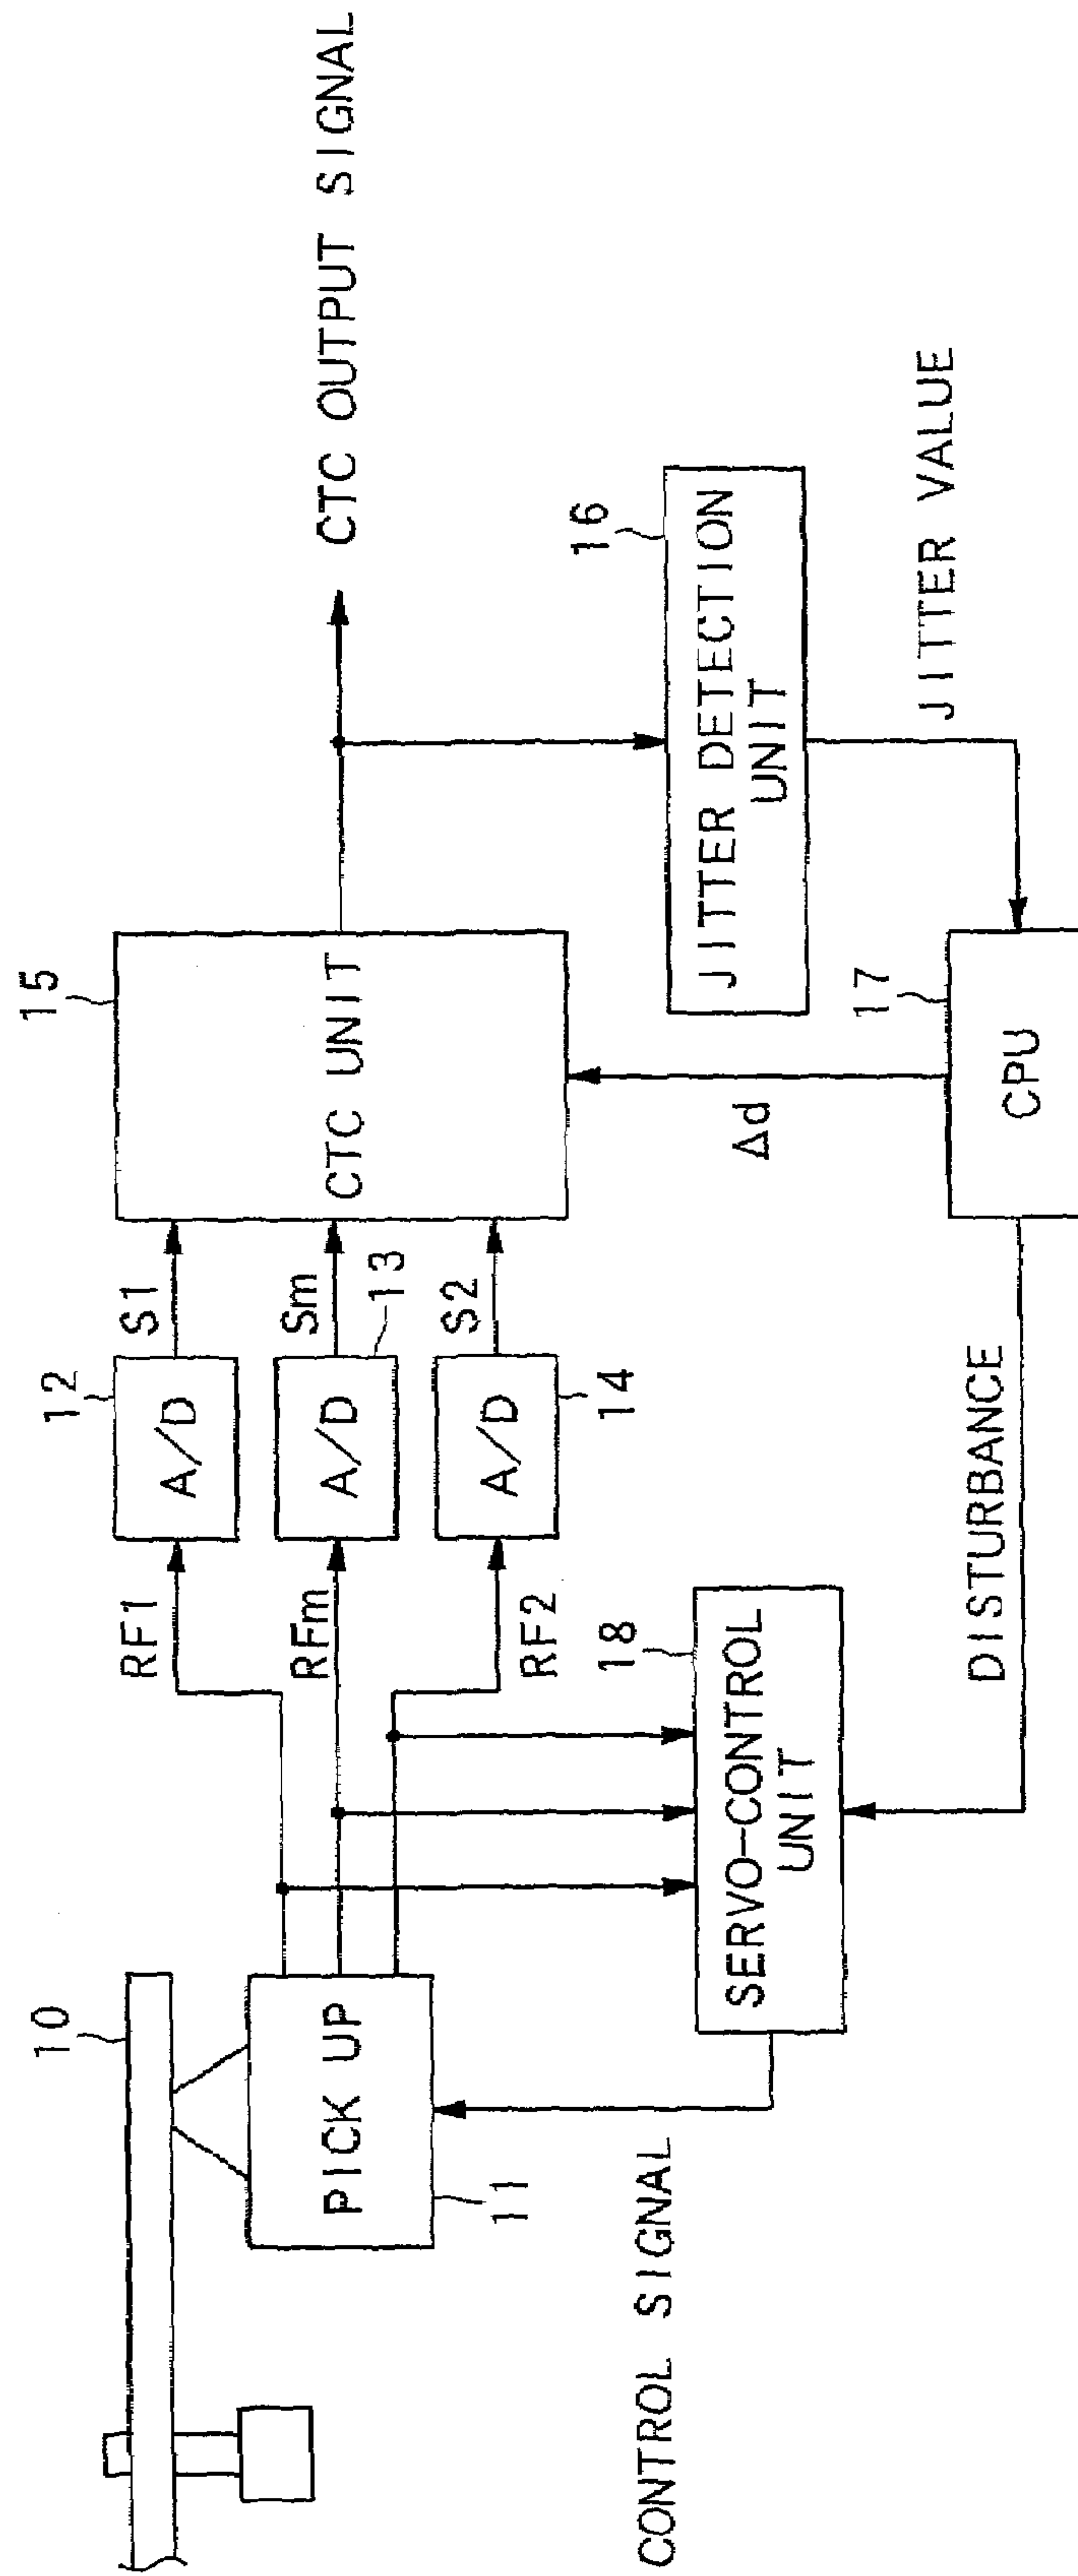 10
PICK UP
11
CONTROL SIGNAL
RF1
RFm
RF2
12
A/D
S1
A/D
Sm
13
A/D
S2
14
15
CTC UNIT
CTC OUTPUT SIGNAL
16
JITTER DETECTION
UNIT
JITTER VALUE
17
CPU
Δd
DISTURBANCE
18
SERVO-CONTROL
UNIT